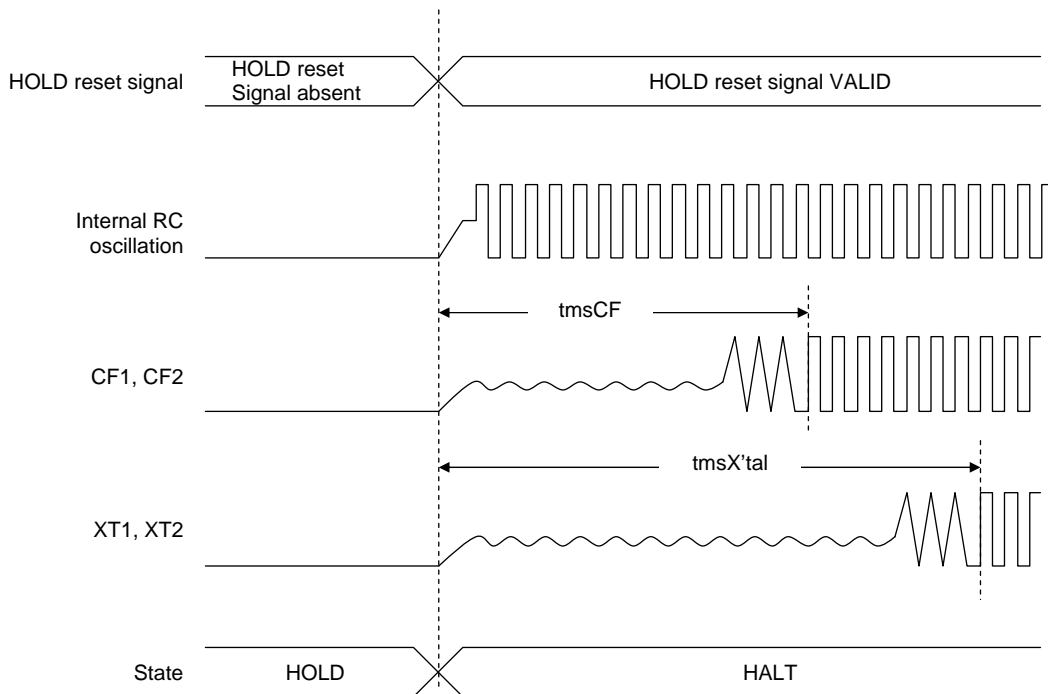 HOLD reset signal
HOLD reset
Signal absent
HOLD reset signal VALID
Internal RC
oscillation
tmsCF
CF1, CF2
tmsX'tal
XT1, XT2
State
HOLD
HALT